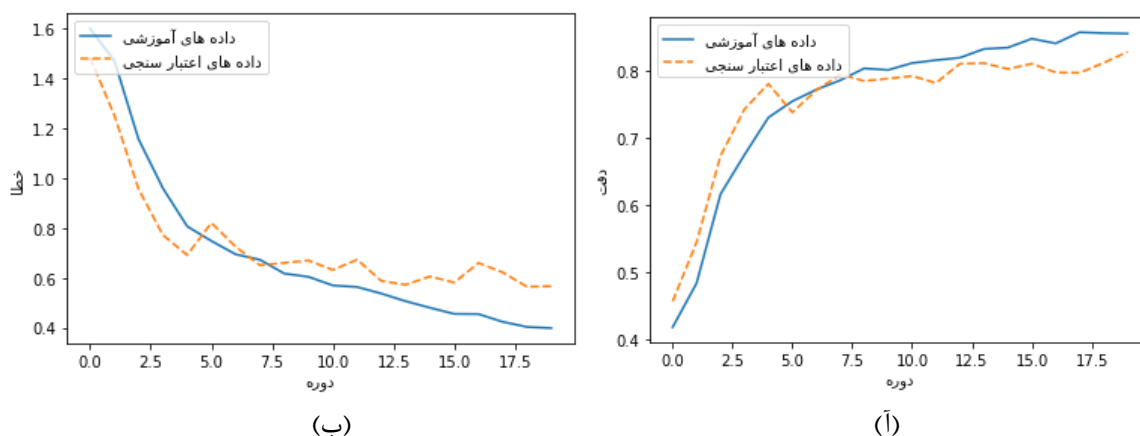 داده های آموزشی
داده های اعتبار سنجی
دقت
0.8
0.7
0.6
0.5
0.4
0.0 2.5 5.0 7.5 10.0 12.5 15.0 17.5
دوره
(آ)
داده های آموزشی
داده های اعتبار سنجی
خطا
1.6
1.4
1.2
1.0
0.8
0.6
0.4
0.0 2.5 5.0 7.5 10.0 12.5 15.0 17.5
دوره
(ب)